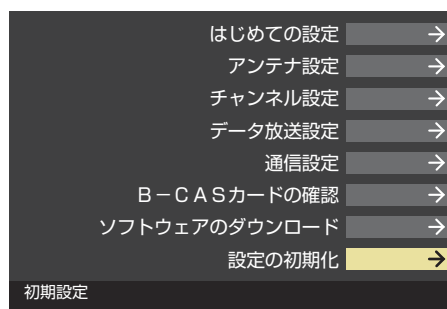 はじめての設定
アンテナ設定
チャンネル設定
データ放送設定
通信設定
B－CASカードの確認
ソフトウェアのダウンロード
設定の初期化
初期設定